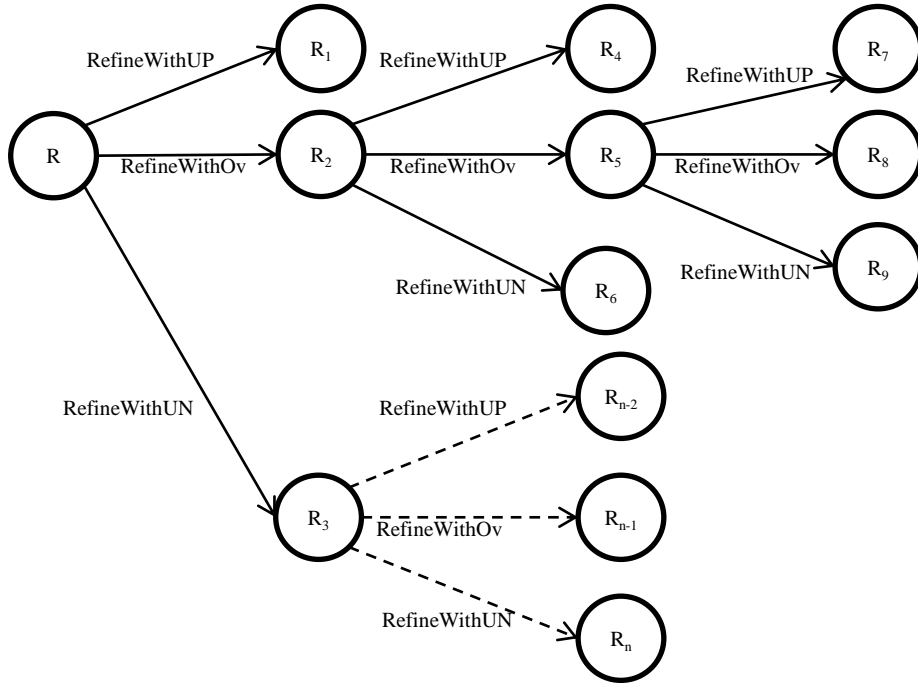 R₁
R₄
R₇
RefineWithUP
RefineWithUP
RefineWithUP
R
RefineWithOv
R₂
RefineWithOv
R₅
RefineWithOv
R₈
RefineWithUN
R₆
RefineWithUN
R₉
RefineWithUN
RefineWithUP
Rₙ₋₂
R₃
RefineWithOv
Rₙ₋₁
RefineWithUN
Rₙ